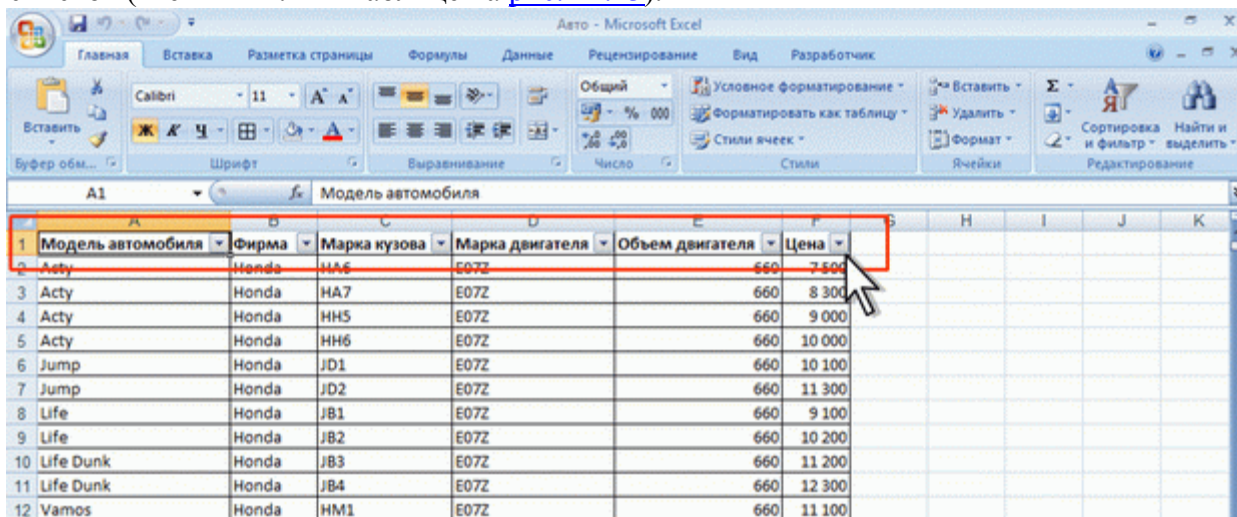 Авто - Microsoft Excel
Главная Вставка Разметка страницы Формулы Данные Рецензирование Вид Разработчик
Вставить
Calibri 11
Ж К Ч
Общий
% 000
Условное форматирование
Форматировать как таблицу
Стили ячеек
Вставить
Удалить
Формат
Σ
Сортировка и фильтр
Найти и выделить
Буфер обм... Шрифт Выравнивание Число Стили Ячейки Редактирование
A1 fx Модель автомобиля
A B C D E F G H I J K
1 Модель автомобиля Фирма Марка кузова Марка двигателя Объем двигателя Цена
2 Acty Honda HA6 E07Z 660 7 500
3 Acty Honda HA7 E07Z 660 8 300
4 Acty Honda HH5 E07Z 660 9 000
5 Acty Honda HH6 E07Z 660 10 000
6 Jump Honda JD1 E07Z 660 10 100
7 Jump Honda JD2 E07Z 660 11 300
8 Life Honda JB1 E07Z 660 9 100
9 Life Honda JB2 E07Z 660 10 200
10 Life Dunk Honda JB3 E07Z 660 11 200
11 Life Dunk Honda JB4 E07Z 660 12 300
12 Vamos Honda HM1 E07Z 660 11 100